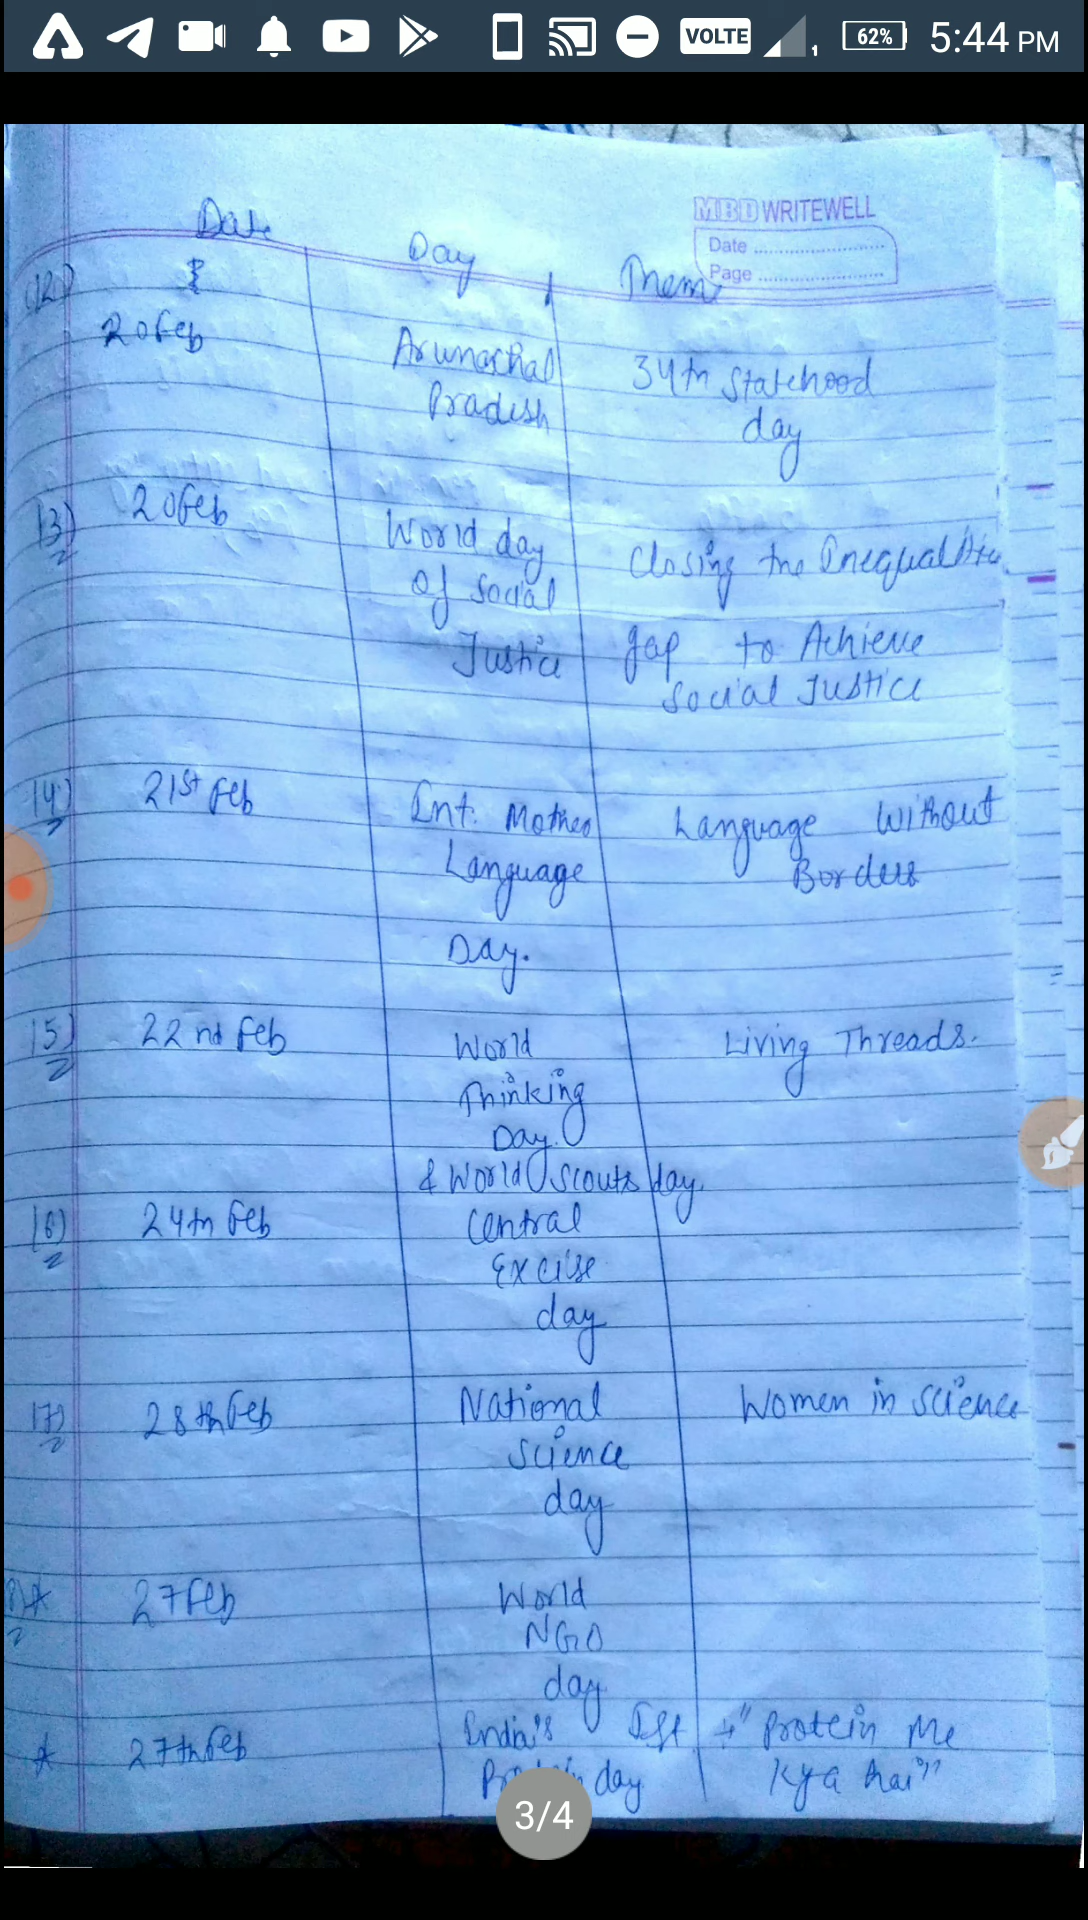 VOLTE 62% 5:44 PM
MBD WRITEWELL
Date
Page
Date Day Them
12)
20 Feb Arunachal 34th Statehood
Pradesh day
13) 20 Feb World day Closing the Inequalities
of Social
Justice gap to Achieve
Social Justice
14) 21st Feb Int. Mother Language Without
Language Borders
Day.
15) 22nd Feb World Living Threads.
Thinking
Day.
& World Scouts day.
16) 24th Feb Central
Excise
day
17) 28th Feb National Women in Science
Science
day
27 Feb World
NGO
day
27th Feb India's Ist "Protein Me
day Kya hai"
3/4